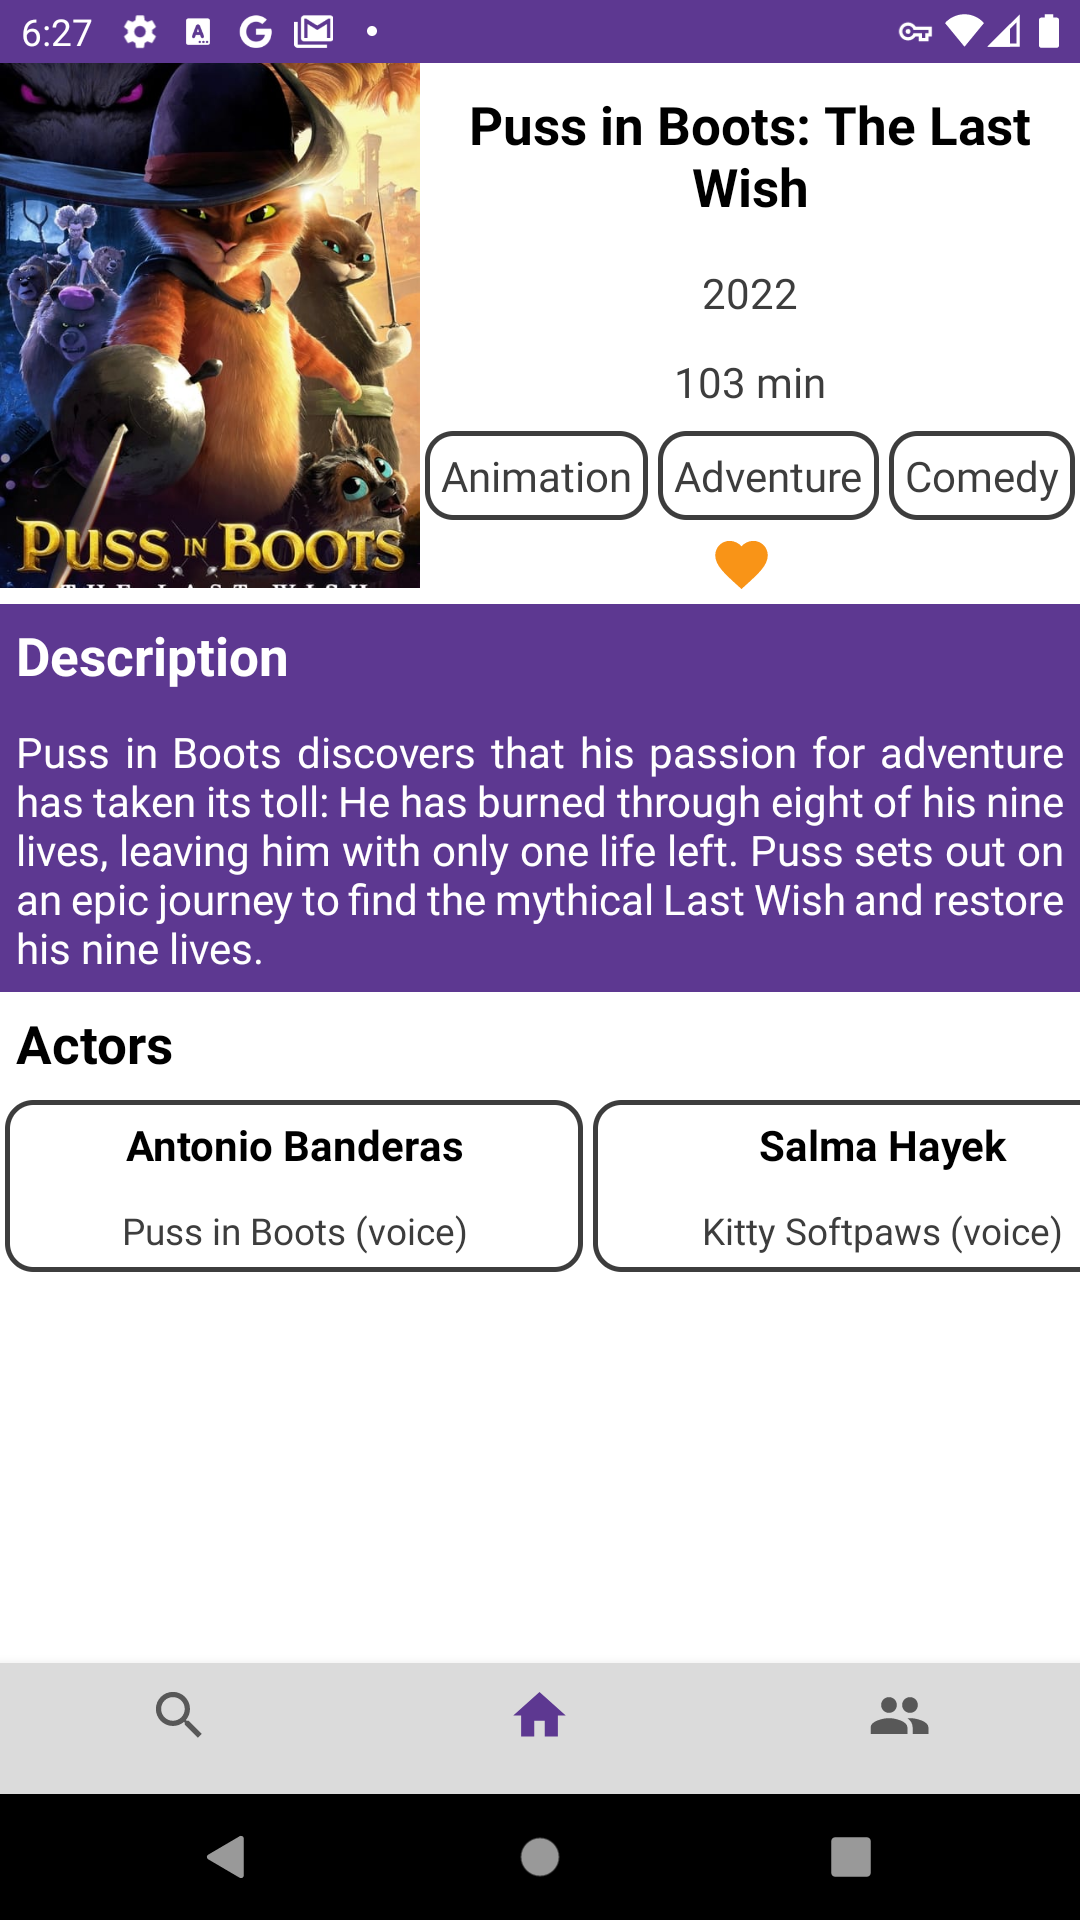 6:27
Puss in Boots: The Last
Wish
2022
103 min
Animation
Adventure
Comedy
PUSS IN BOOTS
THE LAST WISH
Description
Puss in Boots discovers that his passion for adventure
has taken its toll: He has burned through eight of his nine
lives, leaving him with only one life left. Puss sets out on
an epic journey to find the mythical Last Wish and restore
his nine lives.
Actors
Antonio Banderas
Puss in Boots (voice)
Salma Hayek
Kitty Softpaws (voice)